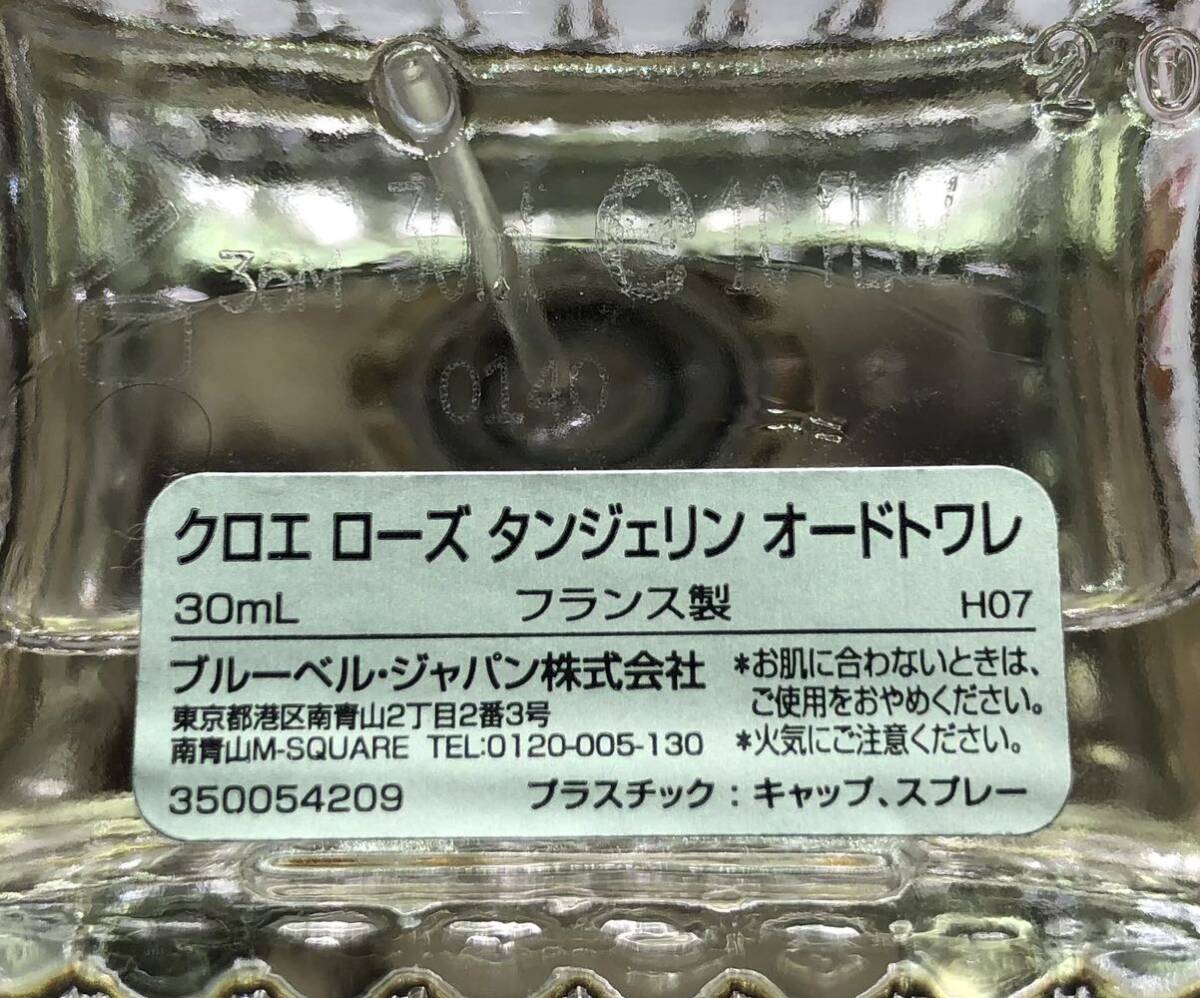 20
0140
クロエ ローズ タンジェリン オードトワレ
30mL フランス製 H07
ブルーベル・ジャパン株式会社
東京都港区南青山2丁目2番3号
南青山M-SQUARE TEL:0120-005-130
*お肌に合わないときは、
ご使用をおやめください。
*火気にご注意ください。
350054209 プラスチック：キャップ、スプレー